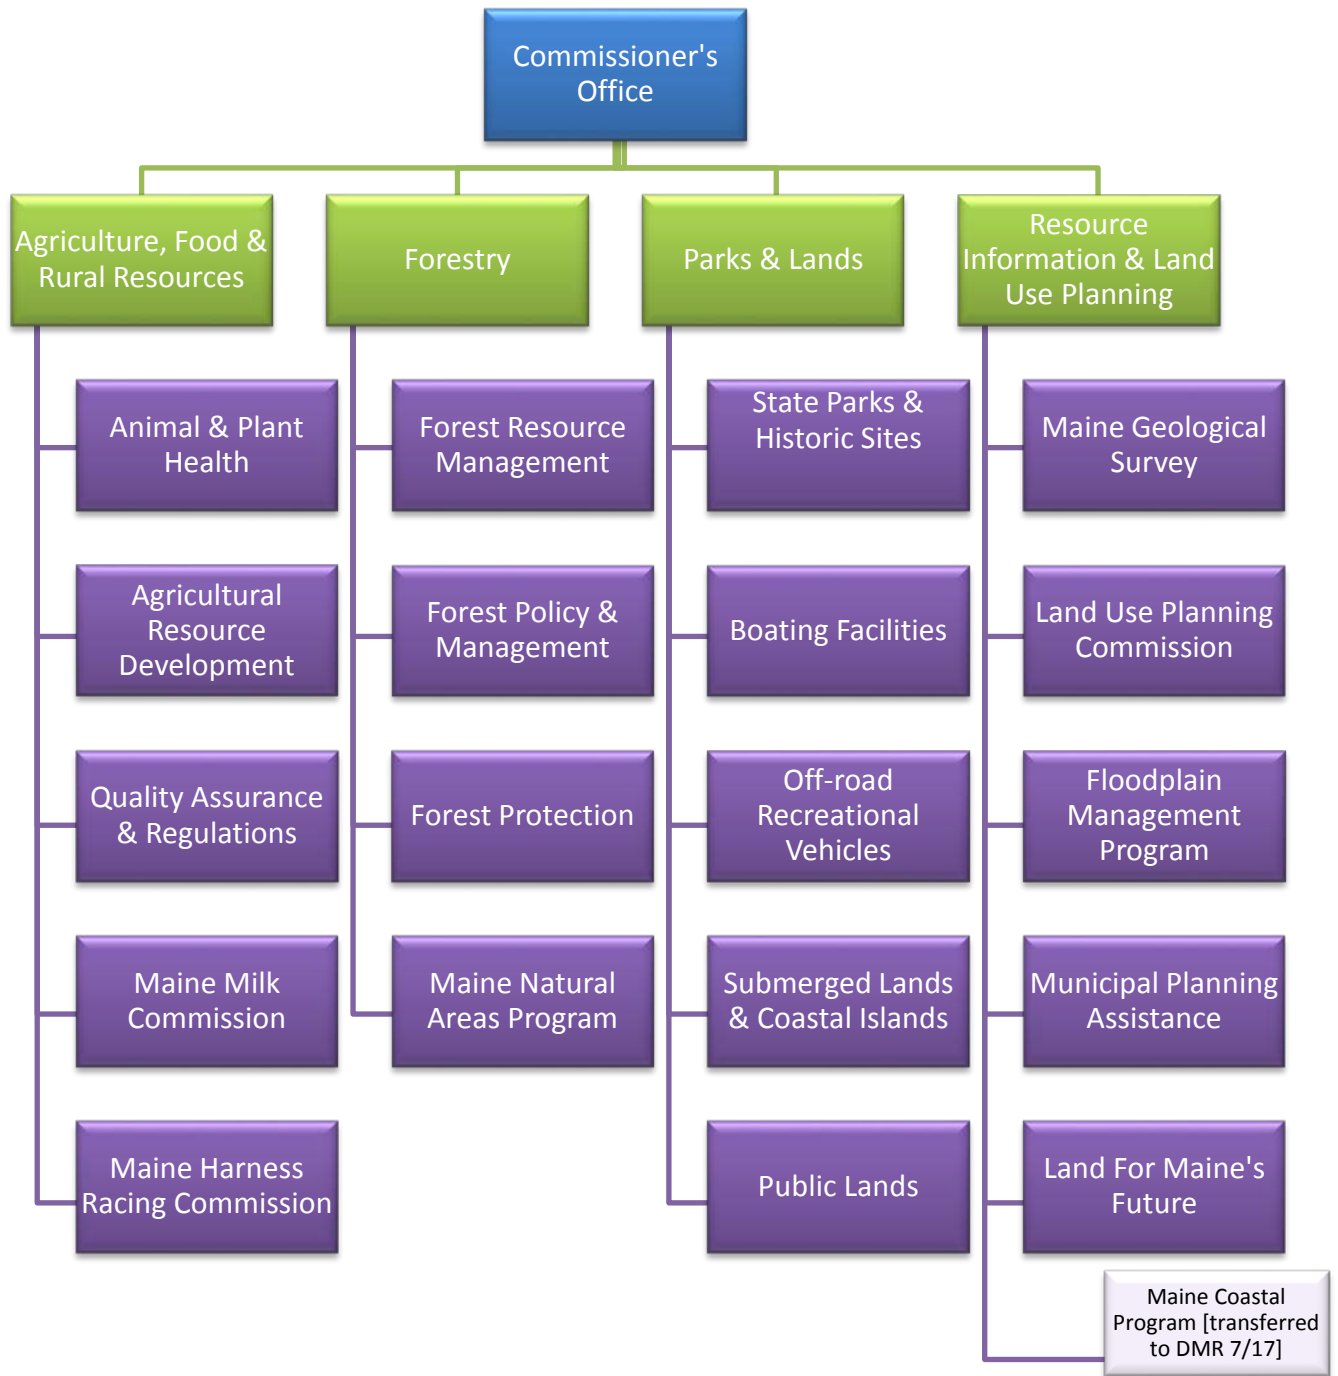 Commissioner's
Office
Agriculture, Food &
Rural Resources
Forestry
Parks & Lands
Resource
Information & Land
Use Planning
Animal & Plant
Health
Forest Resource
Management
State Parks &
Historic Sites
Maine Geological
Survey
Agricultural
Resource
Development
Forest Policy &
Management
Boating Facilities
Land Use Planning
Commission
Quality Assurance
& Regulations
Forest Protection
Off-road
Recreational
Vehicles
Floodplain
Management
Program
Maine Milk
Commission
Maine Natural
Areas Program
Submerged Lands
& Coastal Islands
Municipal Planning
Assistance
Maine Harness
Racing Commission
Public Lands
Land For Maine's
Future
Maine Coastal
Program [transferred
to DMR 7/17]